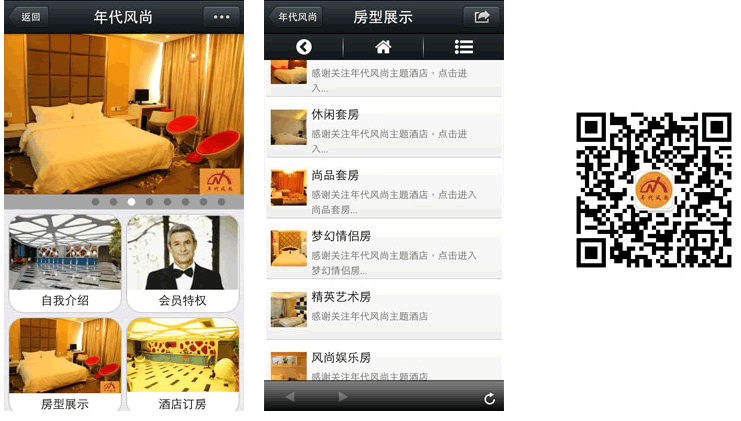 返回
年代风尚
年代风尚
自我介绍
会员特权
房型展示
酒店订房
年代风尚
房型展示
感谢关注年代风尚主题酒店，点击进
入...
休闲套房
感谢关注年代风尚主题酒店，点击进
入...
尚品套房
感谢关注年代风尚主题酒店，点击进入
尚品套房...
梦幻情侣房
感谢关注年代风尚主题酒店，点击进入
梦幻情侣房...
精英艺术房
感谢关注年代风尚主题酒店
风尚娱乐房
感谢关注年代风尚主题酒店
年代风尚